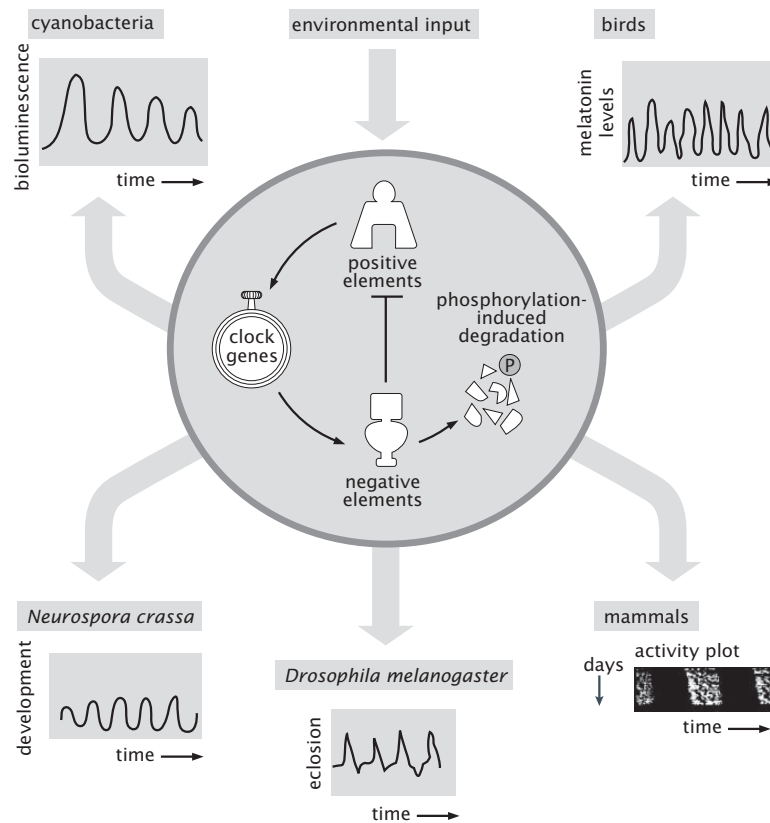 cyanobacteria
environmental input
birds
bioluminescence
time
melatonin
levels
time
positive
elements
clock
genes
phosphorylation-
induced
degradation
P
negative
elements
Neurospora crassa
development
time
Drosophila melanogaster
eclosion
time
mammals
activity plot
days
time